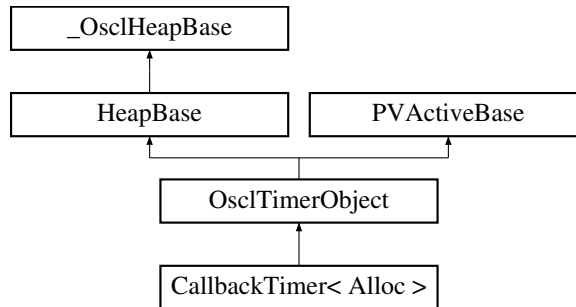 _OsclHeapBase
HeapBase
PVActiveBase
OsclTimerObject
CallbackTimer< Alloc >